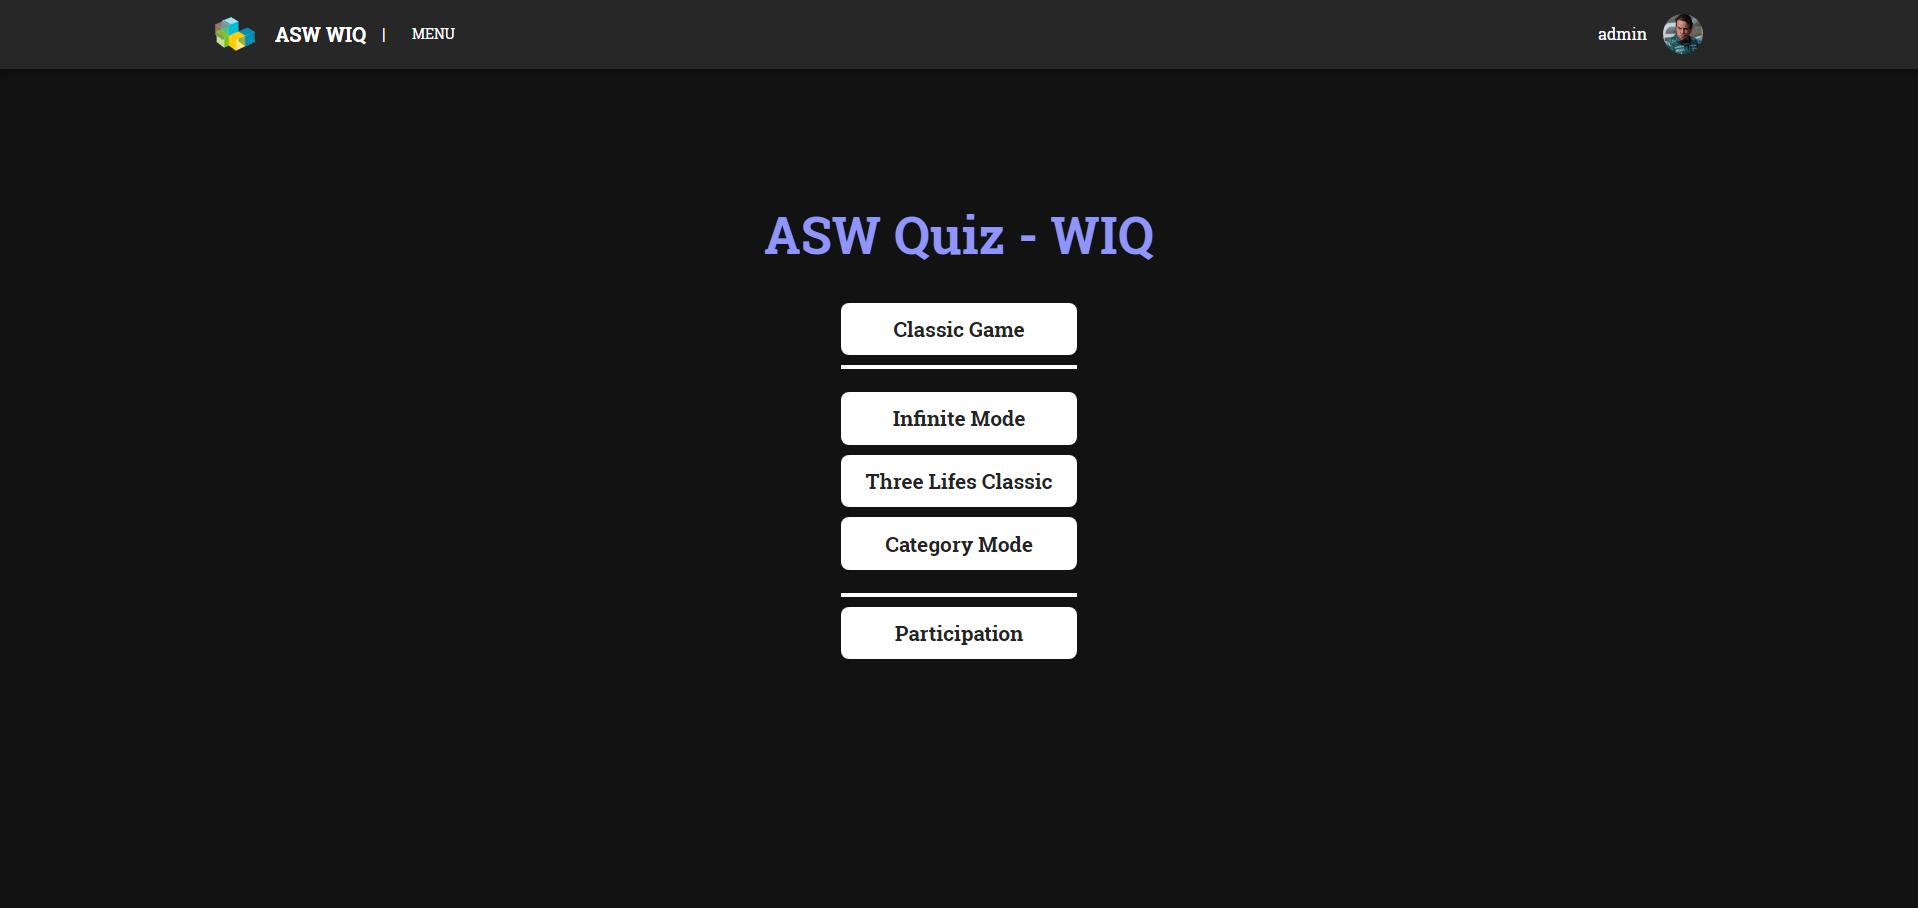 ASW WIQ | MENU admin
ASW Quiz - WIQ
Classic Game
Infinite Mode
Three Lifes Classic
Category Mode
Participation